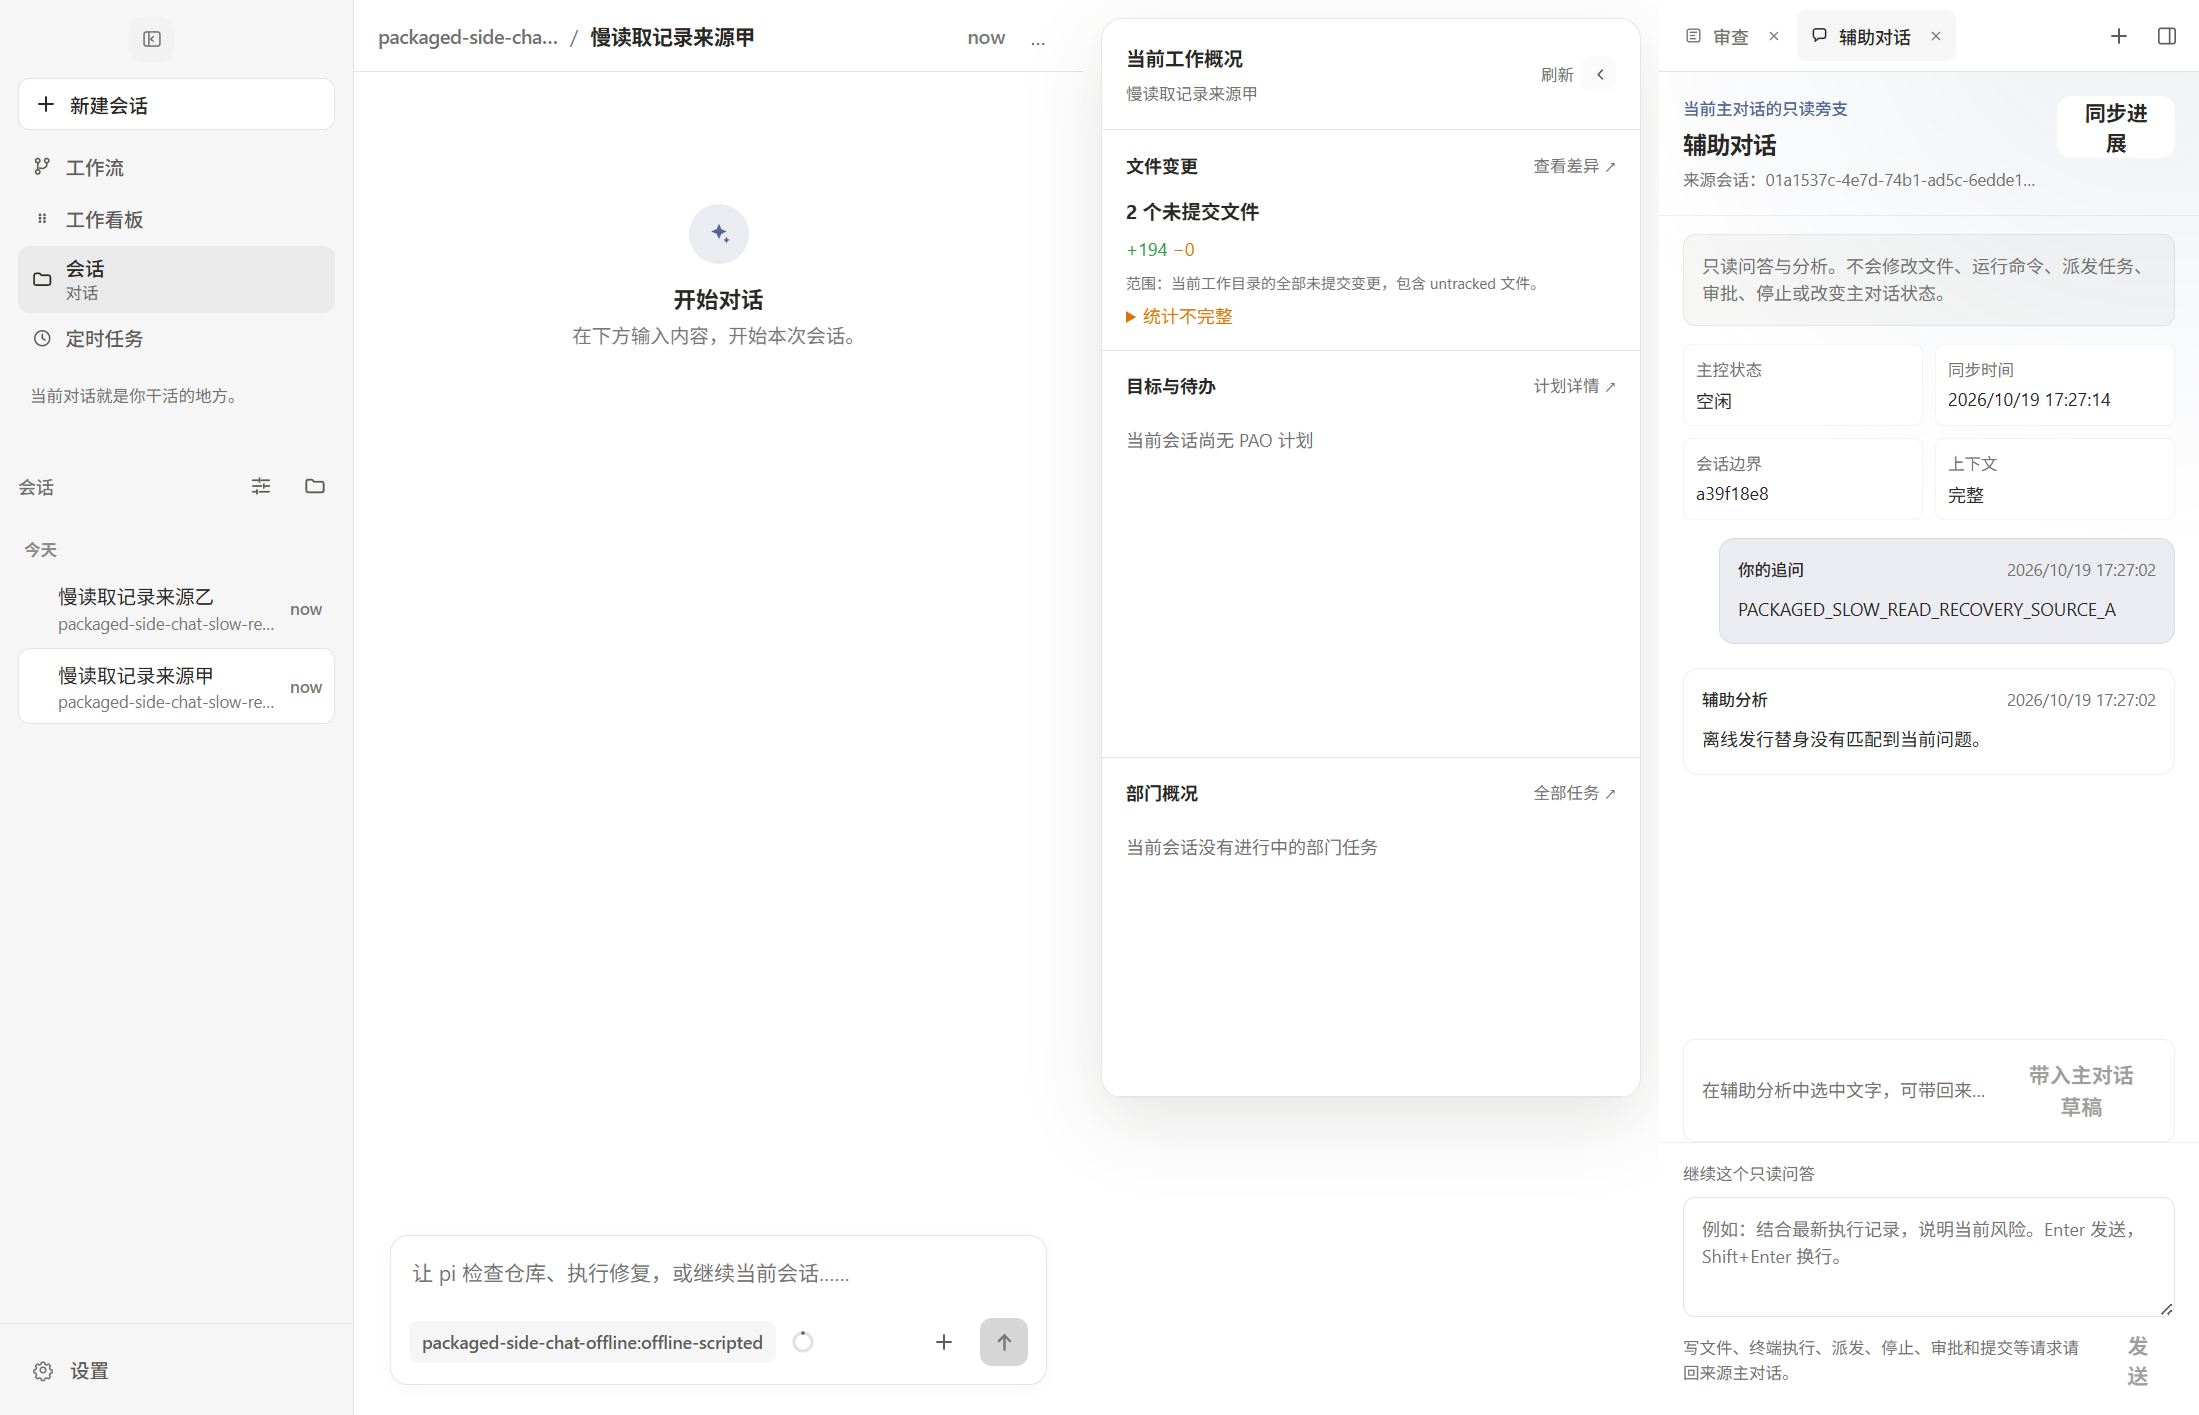 新建会话
工作流
工作看板
会话
对话
定时任务
当前对话就是你干活的地方。
会话
今天
慢读取记录来源乙
packaged-side-chat-slow-re...
now
慢读取记录来源甲
packaged-side-chat-slow-re...
now
设置
packaged-side-cha... / 慢读取记录来源甲
now
...
开始对话
在下方输入内容，开始本次会话。
让 pi 检查仓库、执行修复，或继续当前会话......
packaged-side-chat-offline:offline-scripted
当前工作概况
慢读取记录来源甲
刷新
文件变更
查看差异 ↗
2 个未提交文件
+194 −0
范围：当前工作目录的全部未提交变更，包含 untracked 文件。
▶ 统计不完整
目标与待办
计划详情 ↗
当前会话尚无 PAO 计划
部门概况
全部任务 ↗
当前会话没有进行中的部门任务
审查 ×
辅助对话 ×
当前主对话的只读旁支
辅助对话
来源会话：01a1537c-4e7d-74b1-ad5c-6edde1...
同步进
展
只读问答与分析。不会修改文件、运行命令、派发任务、
审批、停止或改变主对话状态。
主控状态
空闲
同步时间
2026/10/19 17:27:14
会话边界
a39f18e8
上下文
完整
你的追问
2026/10/19 17:27:02
PACKAGED_SLOW_READ_RECOVERY_SOURCE_A
辅助分析
2026/10/19 17:27:02
离线发行替身没有匹配到当前问题。
在辅助分析中选中文字，可带回来...
带入主对话
草稿
继续这个只读问答
例如：结合最新执行记录，说明当前风险。Enter 发送，
Shift+Enter 换行。
写文件、终端执行、派发、停止、审批和提交等请求请
回来源主对话。
发
送